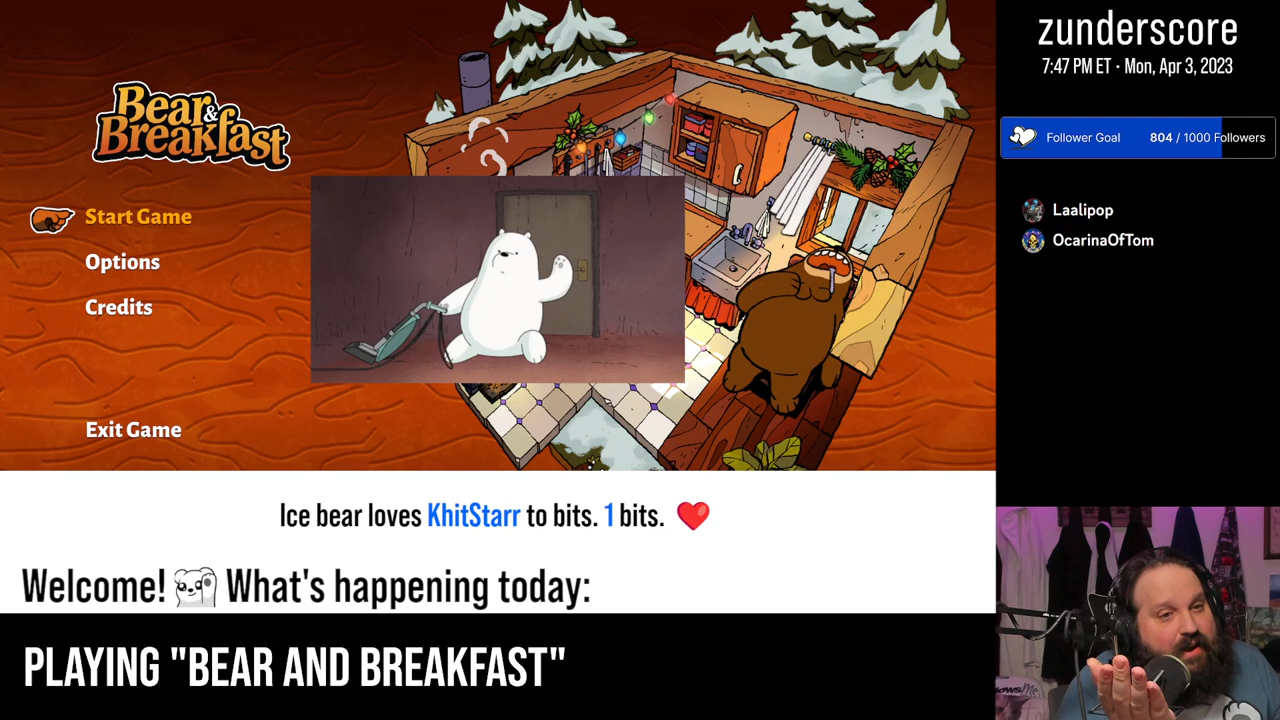 Bear &
Breakfast
Start Game
Options
Credits
Exit Game
Ice bear loves KhitStarr to bits. 1 bits.
Welcome! What's happening today:
PLAYING "BEAR AND BREAKFAST"
zunderscore
7:47 PM ET · Mon, Apr 3, 2023
Follower Goal 804 / 1000 Followers
Laalipop
OcarinaOfTom